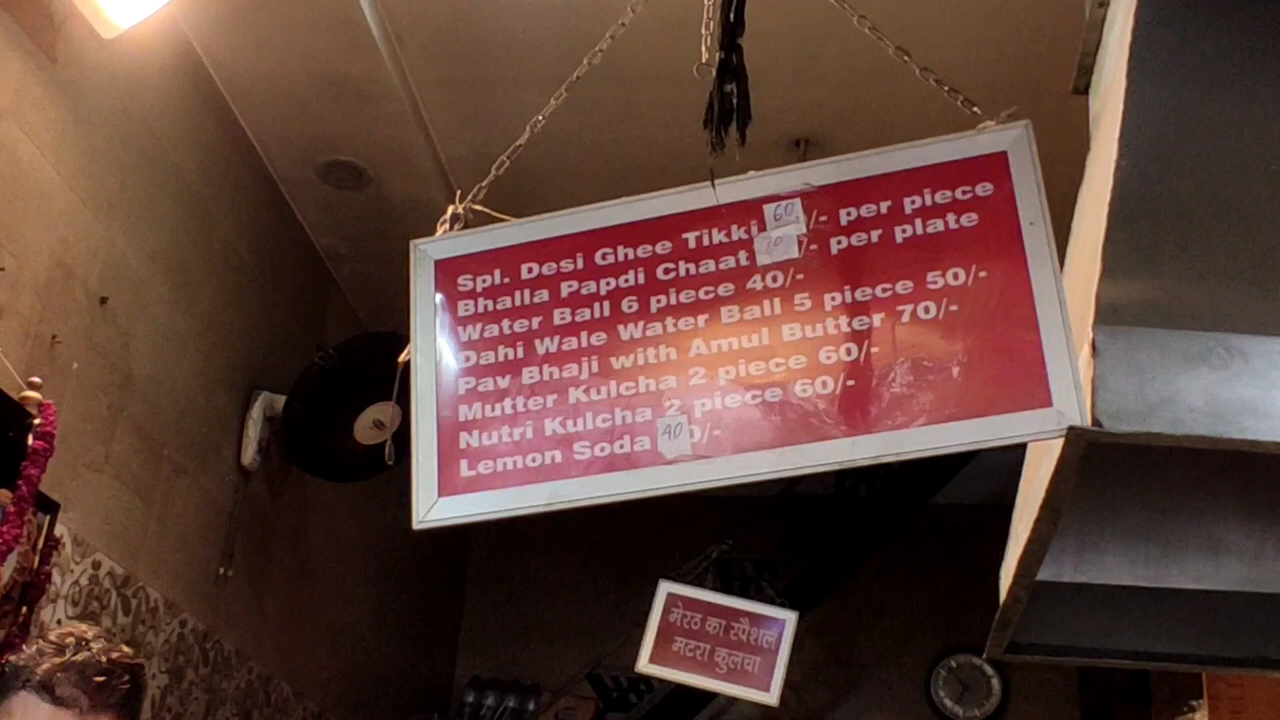 Spl. Desi Ghee Tikki 60/- per piece
Bhalla Papdi Chaat 70/- per plate
Water Ball 6 piece 40/-
Dahi Wale Water Ball 5 piece 50/-
Pav Bhaji with Amul Butter 70/-
Mutter Kulcha 2 piece 60/-
Nutri Kulcha 2 piece 60/-
Lemon Soda 40 0/-
मेरठ का स्पैशल
मटरा कुलचा